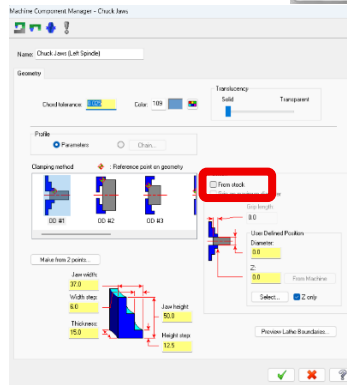 Machine Component Manager - Chuck Jaws
Name: Chuck Jaws (Left Spindle)
Geometry
Chord tolerance:
Color: 109
Translucency
Solid Transparent
Profile
Parameters Chain...
Clamping method : Reference point on geometry
OD #1 OD #2 OD #3
From stock
Grip length:
0.0
User Defined Position
Diameter:
0.0
Z:
0.0 From Machine
Select... Z only
Make from 2 points...
Jaw width:
37.0
Width step:
6.0
Thickness:
15.0
Jaw height
50.0
Height step
12.5
Preview Lathe Boundaries...